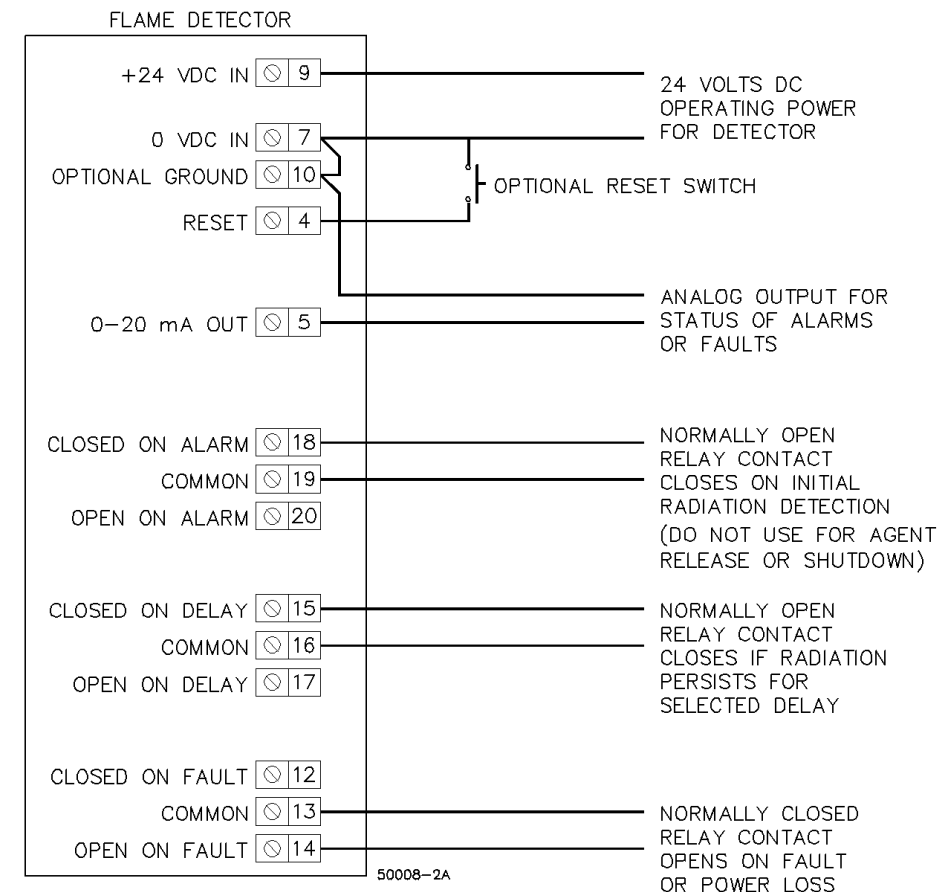 FLAME DETECTOR
+24 VDC IN 9
24 VOLTS DC
OPERATING POWER
FOR DETECTOR
0 VDC IN 7
OPTIONAL GROUND 10
OPTIONAL RESET SWITCH
RESET 4
ANALOG OUTPUT FOR
STATUS OF ALARMS
OR FAULTS
0-20 mA OUT 5
CLOSED ON ALARM 18
COMMON 19
OPEN ON ALARM 20
NORMALLY OPEN
RELAY CONTACT
CLOSES ON INITIAL
RADIATION DETECTION
(DO NOT USE FOR AGENT
RELEASE OR SHUTDOWN)
CLOSED ON DELAY 15
COMMON 16
OPEN ON DELAY 17
NORMALLY OPEN
RELAY CONTACT
CLOSES IF RADIATION
PERSISTS FOR
SELECTED DELAY
CLOSED ON FAULT 12
COMMON 13
OPEN ON FAULT 14
NORMALLY CLOSED
RELAY CONTACT
OPENS ON FAULT
OR POWER LOSS
50008-2A